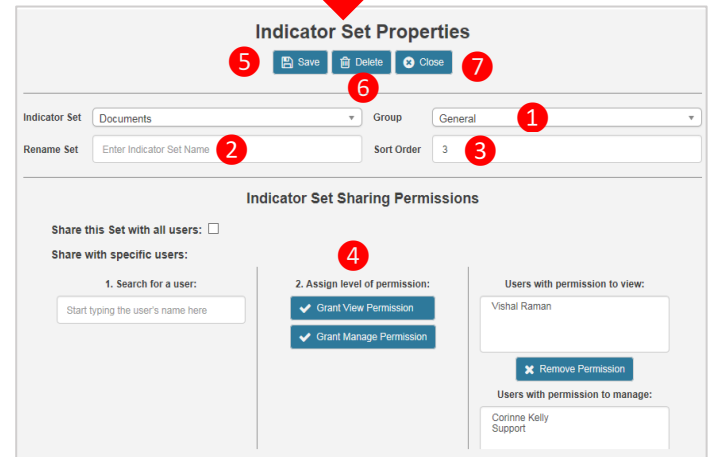 Indicator Set Properties
5 Save Delete Close 7
6
Indicator Set Documents Group General 1
Rename Set Enter Indicator Set Name 2 Sort Order 3 3
Indicator Set Sharing Permissions
Share this Set with all users:
Share with specific users:
4
1. Search for a user: 2. Assign level of permission: Users with permission to view:
Start typing the user's name here Grant View Permission Vishal Raman
Grant Manage Permission
Remove Permission
Users with permission to manage:
Corinne Kelly
Support